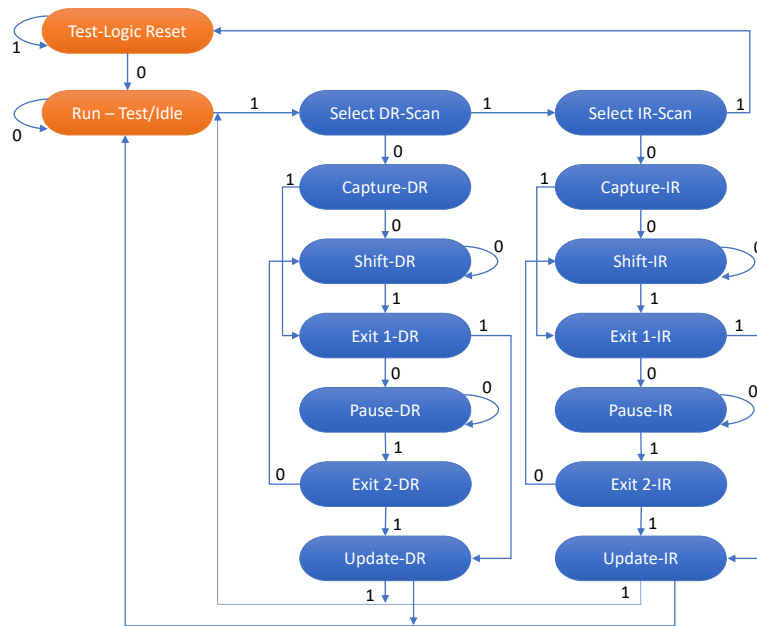 Test-Logic Reset
1
0
Run – Test/Idle
1
Select DR-Scan
1
Select IR-Scan
1
0
0
0
1
Capture-DR
1
Capture-IR
0
0
Shift-DR
0
Shift-IR
0
1
1
Exit 1-DR
1
Exit 1-IR
1
0
0
Pause-DR
0
Pause-IR
0
1
1
0
Exit 2-DR
0
Exit 2-IR
1
1
Update-DR
Update-IR
1
1
0